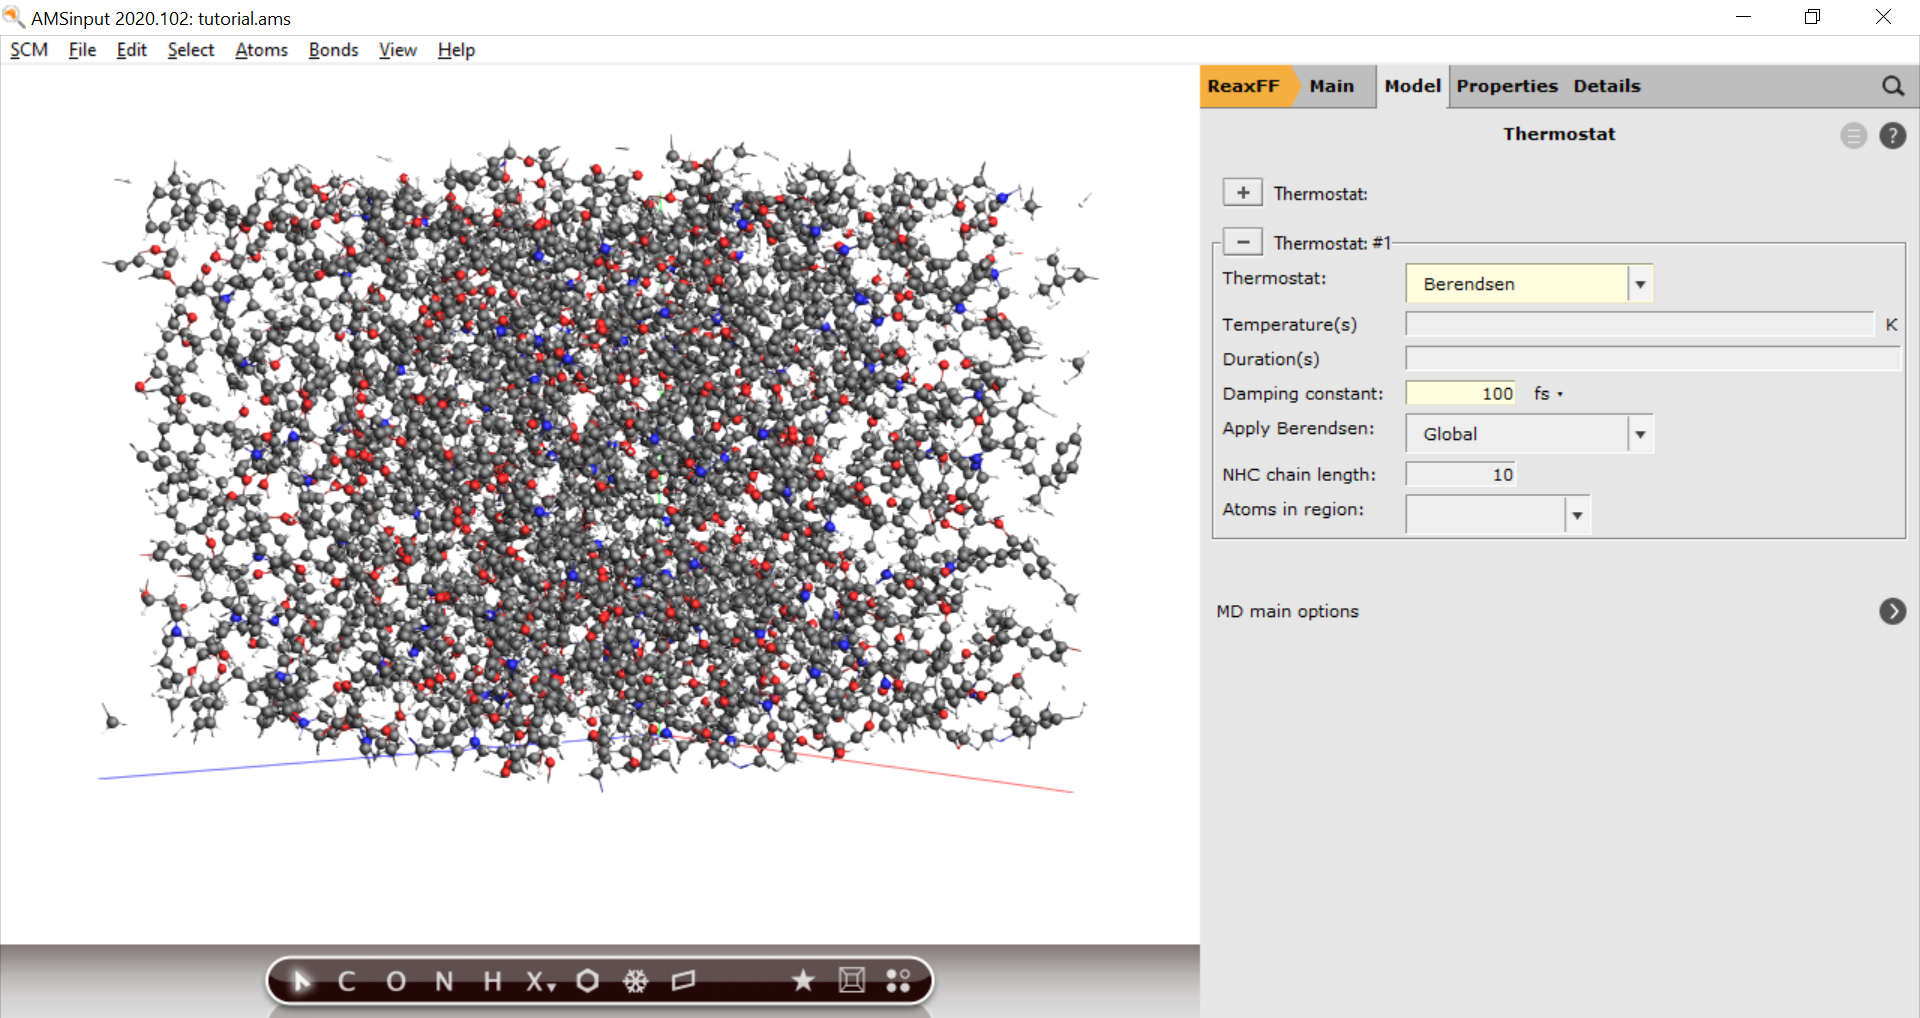 AMSinput 2020.102: tutorial.ams
SCM File Edit Select Atoms Bonds View Help
ReaxFF Main Model Properties Details
Thermostat
?
+ Thermostat:
− Thermostat: #1
Thermostat: Berendsen
Temperature(s) K
Duration(s)
Damping constant: 100 fs
Apply Berendsen: Global
NHC chain length: 10
Atoms in region:
MD main options
C O N H X